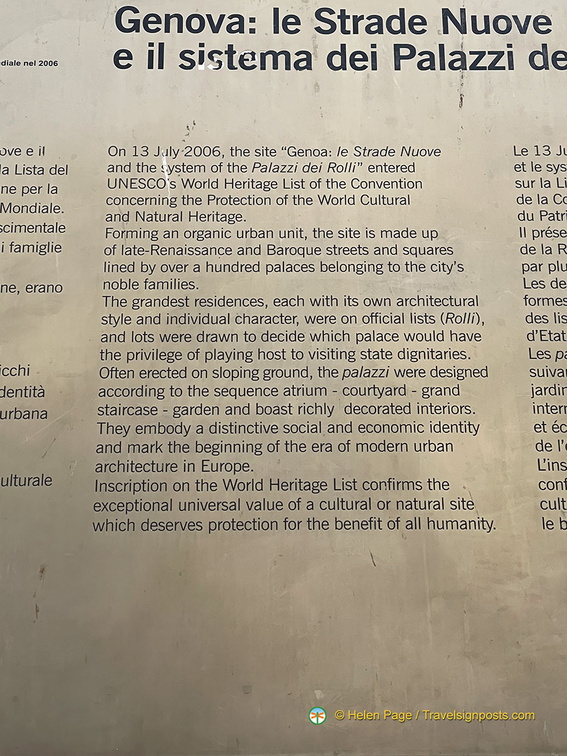 Genova: le Strade Nuove
e il sistema dei Palazzi de
diale nel 2006
ove e il
la Lista del
ne per la
Mondiale.
scimentale
i famiglie
ne, erano
icchi
dentità
urbana
ulturale
On 13 July 2006, the site “Genoa: le Strade Nuove
and the system of the Palazzi dei Rolli” entered
UNESCO's World Heritage List of the Convention
concerning the Protection of the World Cultural
and Natural Heritage.
Forming an organic urban unit, the site is made up
of late-Renaissance and Baroque streets and squares
lined by over a hundred palaces belonging to the city's
noble families.
The grandest residences, each with its own architectural
style and individual character, were on official lists (Rolli),
and lots were drawn to decide which palace would have
the privilege of playing host to visiting state dignitaries.
Often erected on sloping ground, the palazzi were designed
according to the sequence atrium - courtyard - grand
staircase - garden and boast richly decorated interiors.
They embody a distinctive social and economic identity
and mark the beginning of the era of modern urban
architecture in Europe.
Inscription on the World Heritage List confirms the
exceptional universal value of a cultural or natural site
which deserves protection for the benefit of all humanity.
Le 13 Ju
et le sys
sur la Li
de la Co
du Patri
Il prése
de la R
par plu
Les de
formes
des lis
d'Etat
Les pa
suivar
jardin
interr
et éc
de l'
L'ins
conf
cult
le b
© Helen Page / Travelsignposts.com